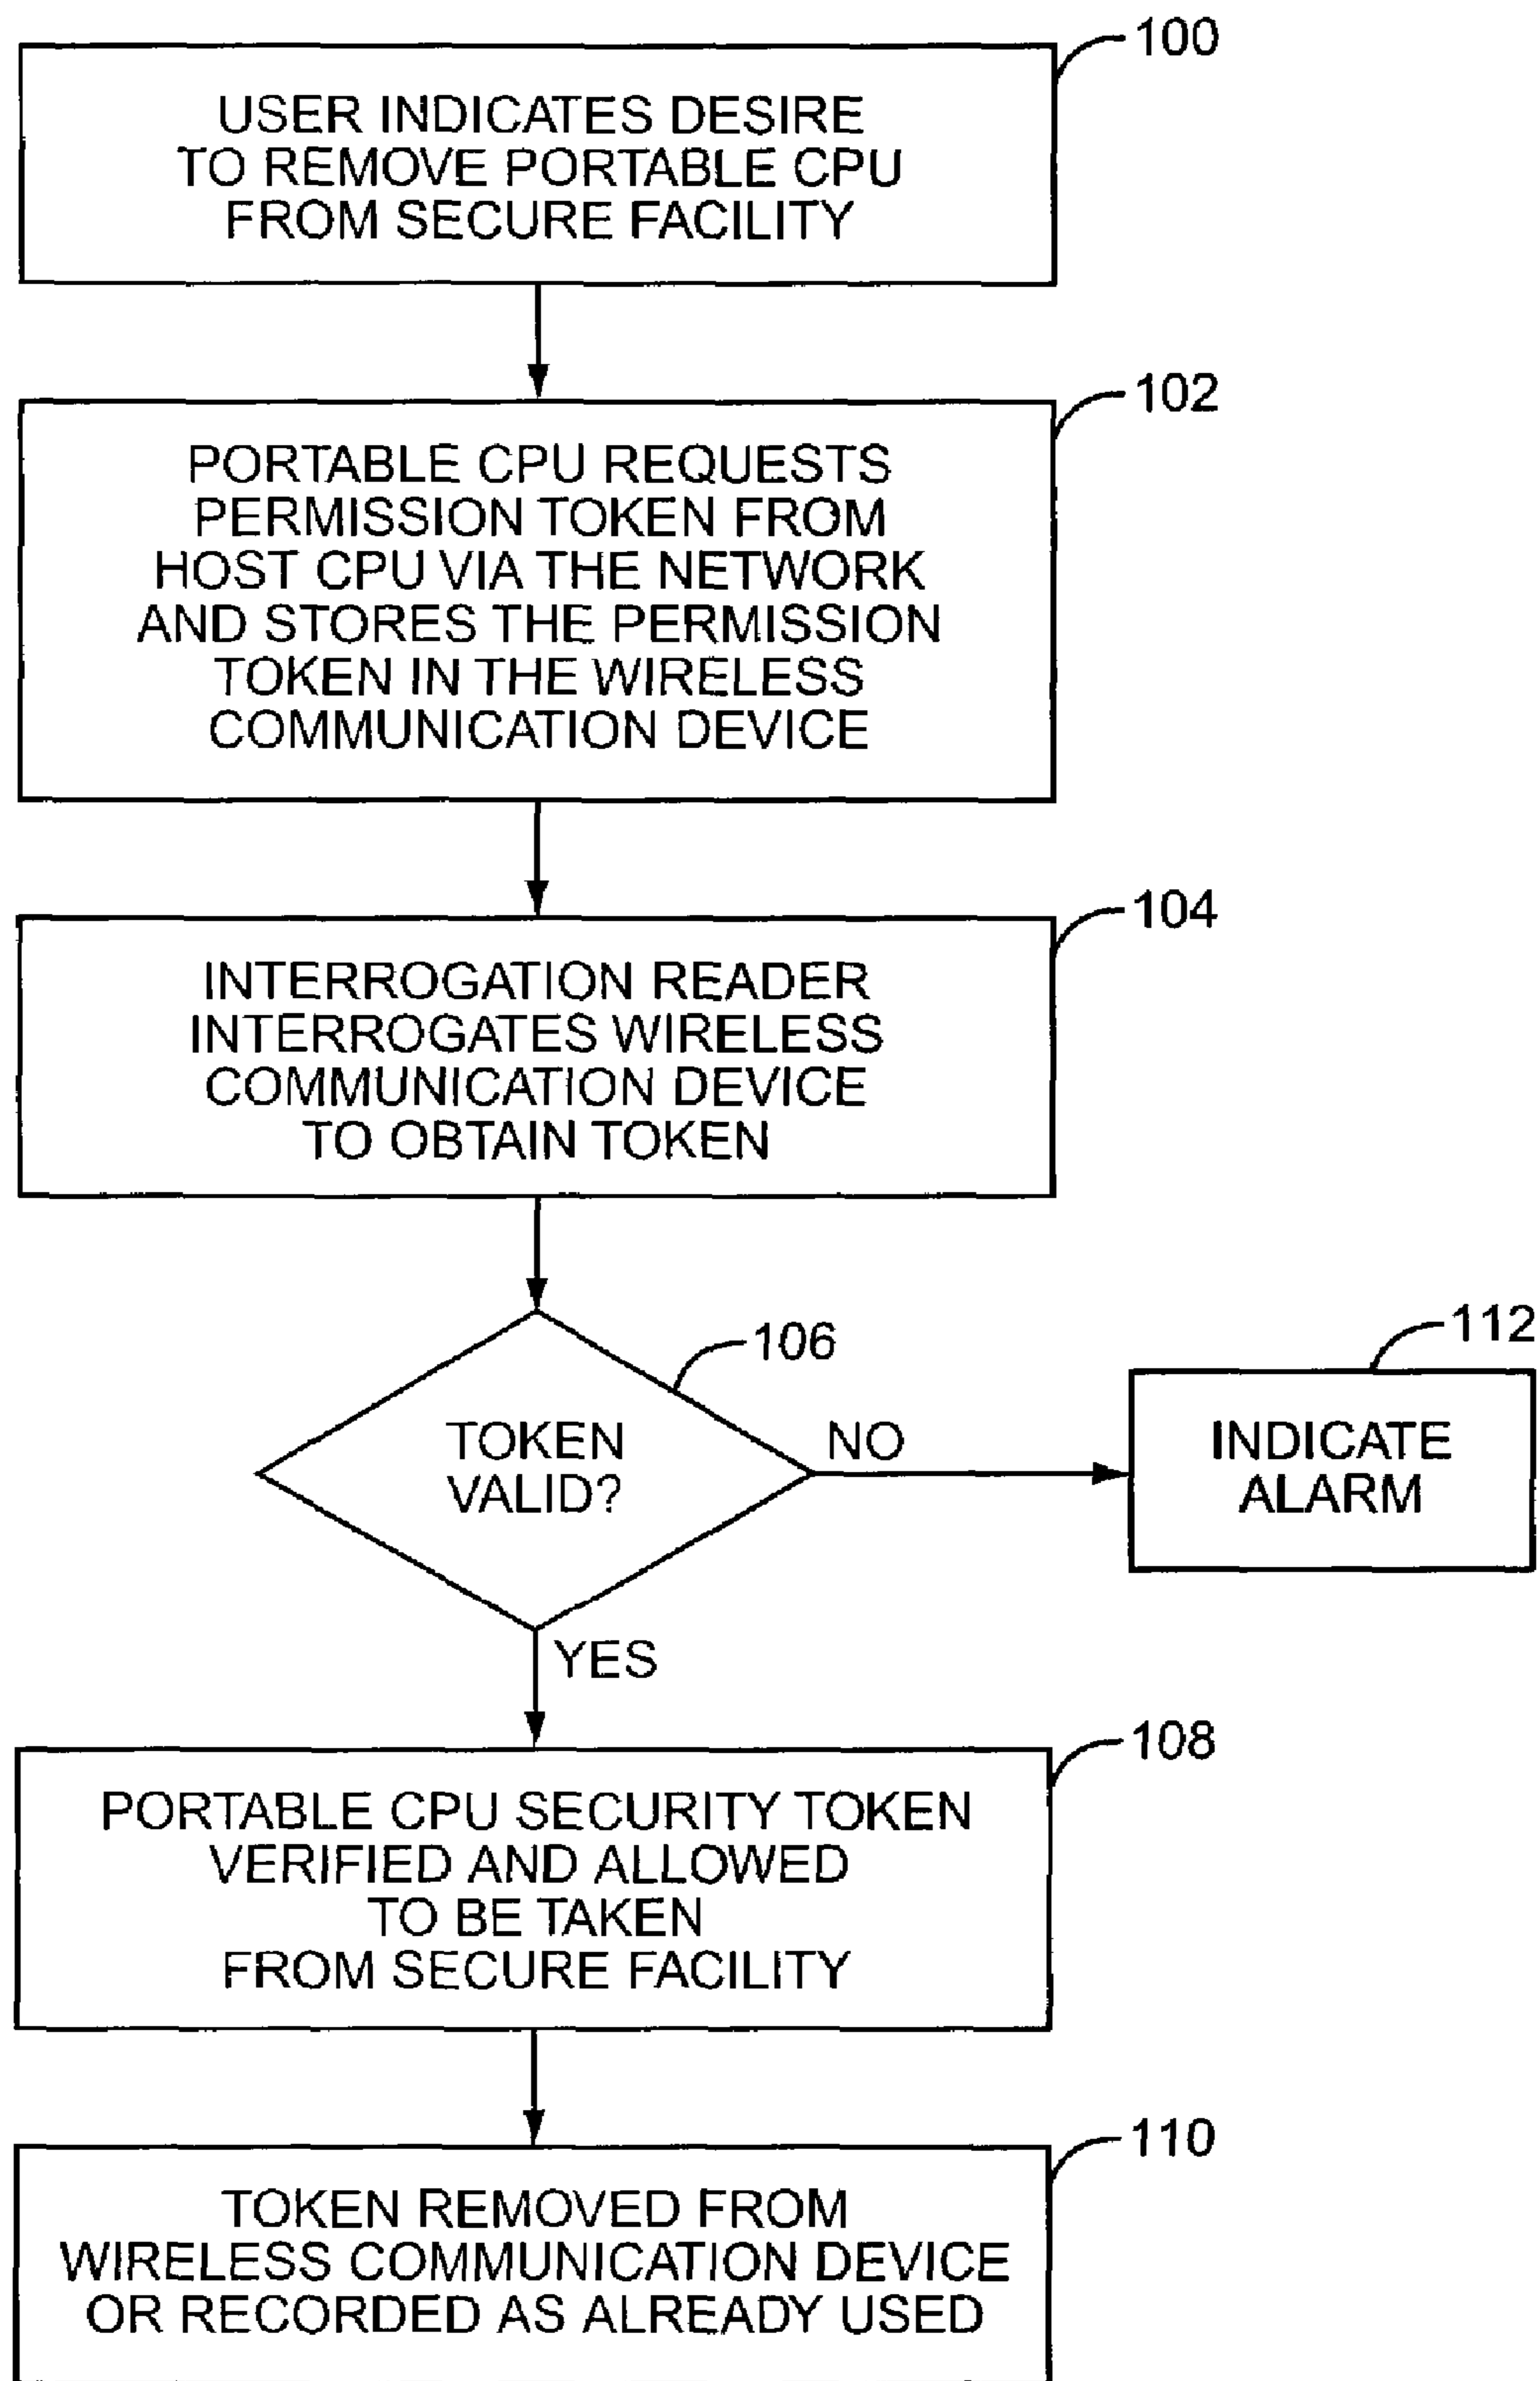 100
USER INDICATES DESIRE
TO REMOVE PORTABLE CPU
FROM SECURE FACILITY
102
PORTABLE CPU REQUESTS
PERMISSION TOKEN FROM
HOST CPU VIA THE NETWORK
AND STORES THE PERMISSION
TOKEN IN THE WIRELESS
COMMUNICATION DEVICE
104
INTERROGATION READER
INTERROGATES WIRELESS
COMMUNICATION DEVICE
TO OBTAIN TOKEN
106
TOKEN
VALID?
NO
112
INDICATE
ALARM
YES
108
PORTABLE CPU SECURITY TOKEN
VERIFIED AND ALLOWED
TO BE TAKEN
FROM SECURE FACILITY
110
TOKEN REMOVED FROM
WIRELESS COMMUNICATION DEVICE
OR RECORDED AS ALREADY USED